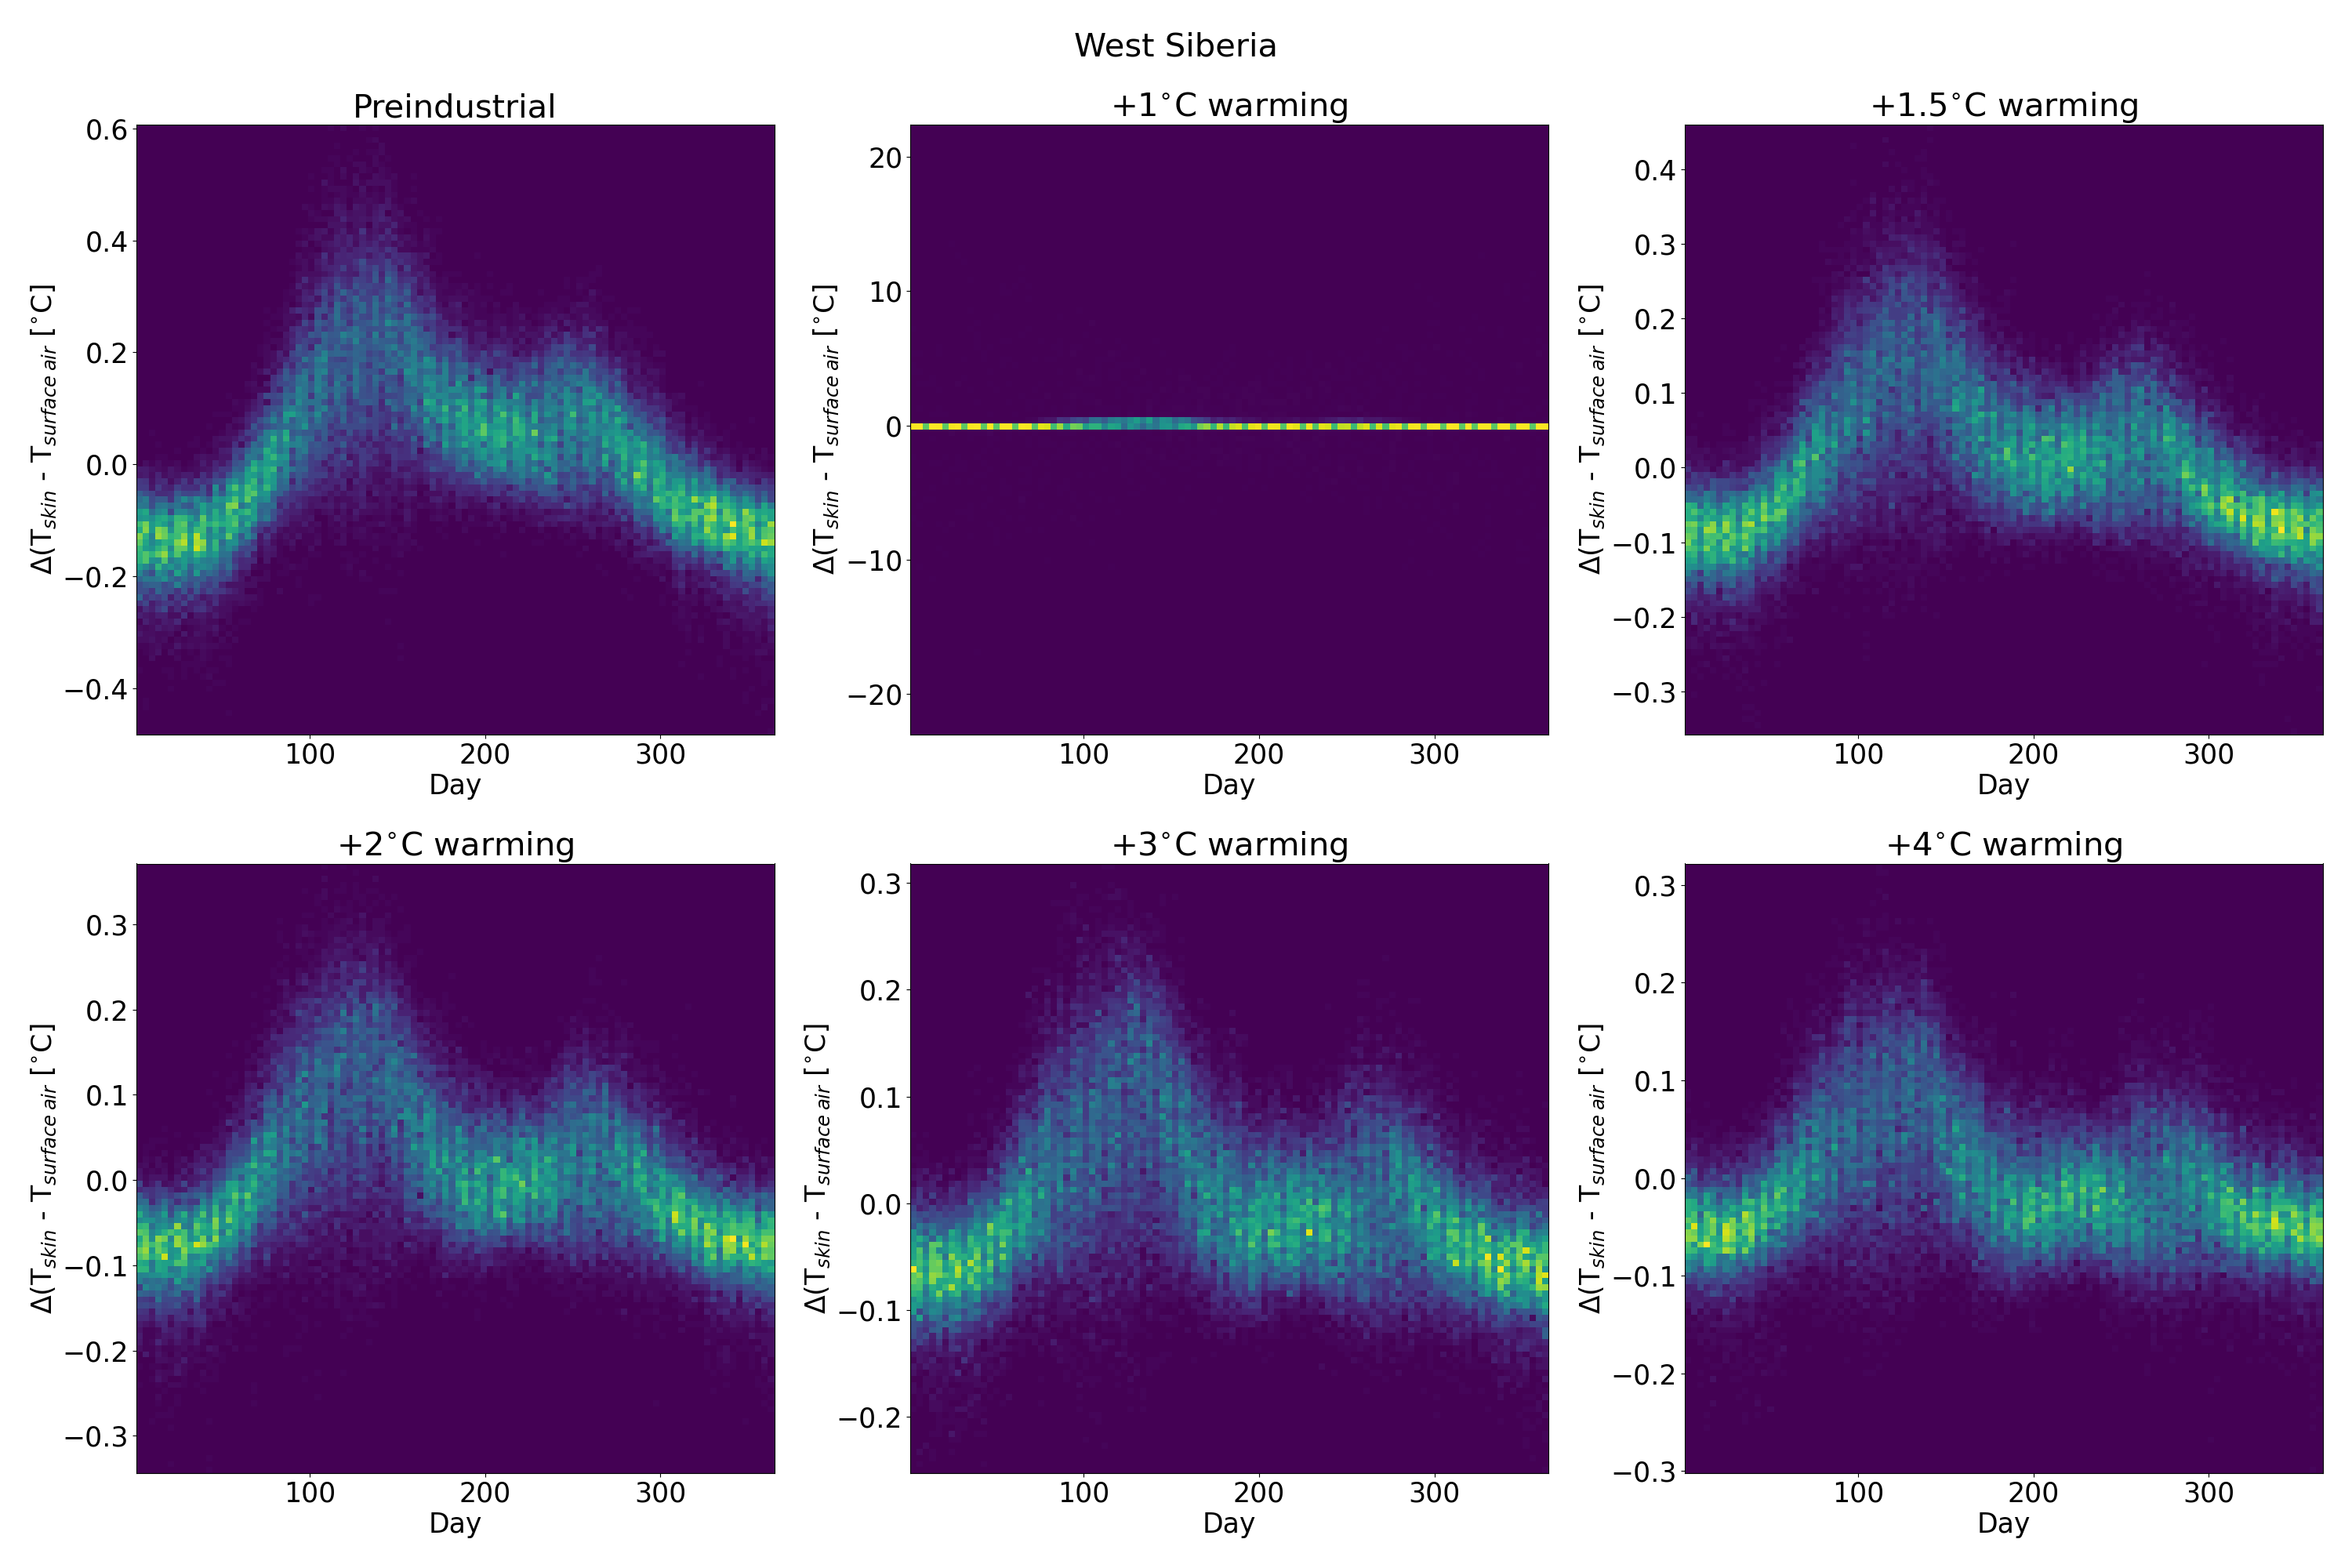 West Siberia
Preindustrial
+1°C warming
+1.5°C warming
0.6
0.4
0.2
0.0
−0.2
−0.4
Δ(T_skin - T_surface air [°C]
100 200 300
Day
20
10
0
−10
−20
Δ(T_skin - T_surface air [°C]
100 200 300
Day
0.4
0.3
0.2
0.1
0.0
−0.1
−0.2
−0.3
Δ(T_skin - T_surface air [°C]
100 200 300
Day
+2°C warming
+3°C warming
+4°C warming
0.3
0.2
0.1
0.0
−0.1
−0.2
−0.3
Δ(T_skin - T_surface air [°C]
100 200 300
Day
0.3
0.2
0.1
0.0
−0.1
−0.2
Δ(T_skin - T_surface air [°C]
100 200 300
Day
0.3
0.2
0.1
0.0
−0.1
−0.2
−0.3
Δ(T_skin - T_surface air [°C]
100 200 300
Day